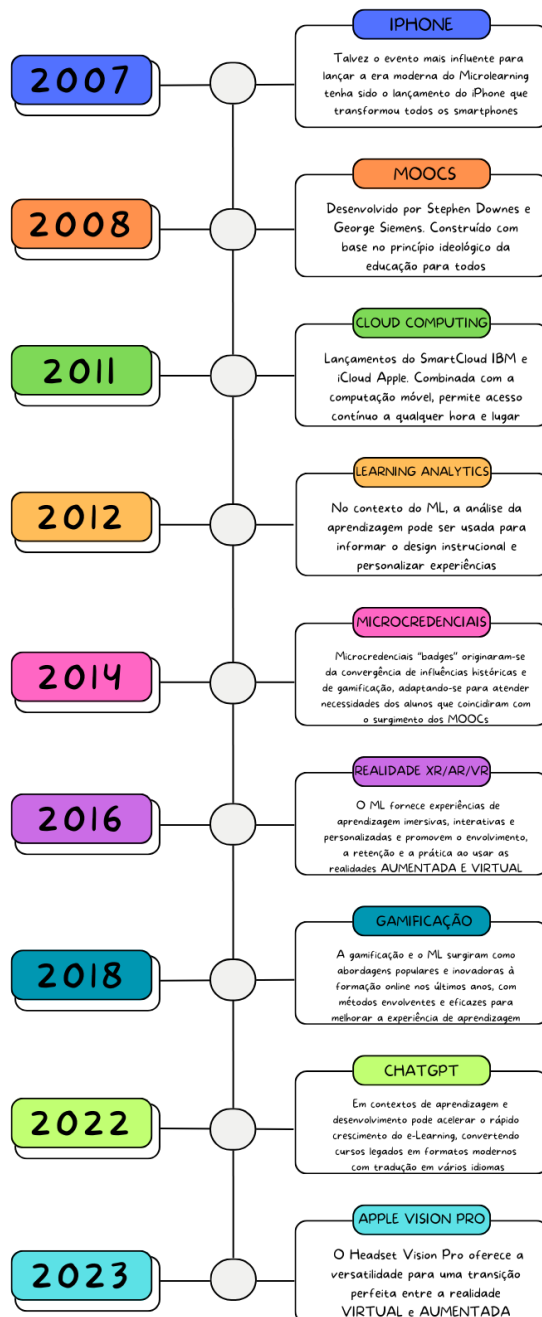 2007
IPHONE
Talvez o evento mais influente para
lançar a era moderna do Microlearning
tenha sido o lançamento do iPhone que
transformou todos os smartphones
2008
MOOCS
Desenvolvido por Stephen Downes e
George Siemens. Construído com
base no princípio ideológico da
educação para todos
2011
CLOUD COMPUTING
Lançamentos do SmartCloud IBM e
iCloud Apple. Combinada com a
computação móvel, permite acesso
contínuo a qualquer hora e lugar
2012
LEARNING ANALYTICS
No contexto do ML, a análise da
aprendizagem pode ser usada para
informar o design instrucional e
personalizar experiências
2014
MICROCREDENCIAIS
Microcredenciais "badges" originaram-se
da convergência de influências históricas e
de gamificação, adaptando-se para atender
necessidades dos alunos que coincidiram com
o surgimento dos MOOCs
2016
REALIDADE XR/AR/VR
O ML fornece experiências de
aprendizagem imersivas, interativas e
personalizadas e promovem o envolvimento,
a retenção e a prática ao usar as
realidades AUMENTADA E VIRTUAL
2018
GAMIFICAÇÃO
A gamificação e o ML surgiram como
abordagens populares e inovadoras à
formação online nos últimos anos, com
métodos envolventes e eficazes para
melhorar a experiência de aprendizagem
2022
CHATGPT
Em contextos de aprendizagem e
desenvolvimento pode acelerar o rápido
crescimento do e-Learning, convertendo
cursos legados em formatos modernos
com tradução em vários idiomas
2023
APPLE VISION PRO
O Headset Vision Pro oferece a
versatilidade para uma transição
perfeita entre a realidade
VIRTUAL e AUMENTADA